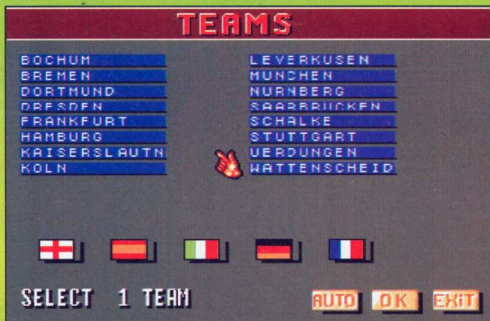 TEAMS
BOCHUM
BREMEN
DORTMUND
DRESDEN
FRANKFURT
HAMBURG
KAISERSLAUTN
KOLN
LEVERKUSEN
MUNCHEN
NURNBERG
SAARBRUCKEN
SCHALKE
STUTTGART
UERDUNGEN
WATTENSCHEID
SELECT 1 TEAM
AUTO OK EXIT